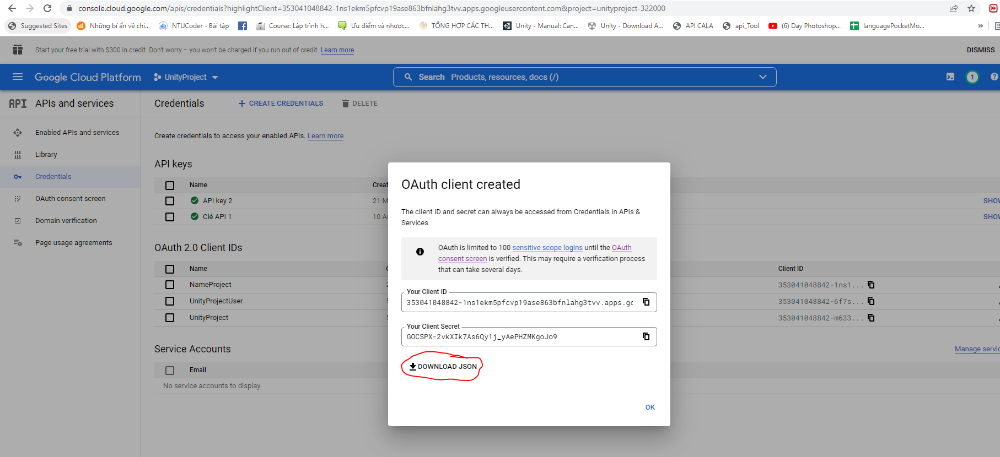 console.cloud.google.com/apis/credentials?highlightClient=353041048842-1ns1ekm5pfcvp19ase863bfnlahg3tvv.apps.googleusercontent.com&project=unityproject-322000
Suggested Sites Những bí ẩn về chi... NTUCoder - Bài tập Course: Lập trình h... Ưu điểm và nhược... TỔNG HỢP CÁC TH... Unity - Manual: Can... Unity - Download A... API CALA api_Tool (6) Dạy Photoshop... languagePocketMo... »
Start your free trial with $300 in credit. Don't worry – you won't be charged if you run out of credit. Learn more DISMISS
Google Cloud Platform UnityProject Search Products, resources, docs (/) 1
API APIs and services Credentials + CREATE CREDENTIALS DELETE
Enabled APIs and services
Library
Credentials
OAuth consent screen
Domain verification
Page usage agreements
Create credentials to access your enabled APIs. Learn more
API keys
Name Creat
API key 2 21 M SHOW
Clé API 1 10 Au SHOW
OAuth 2.0 Client IDs
Name Client ID
NameProject 353041048842-1ns1...
UnityProjectUser 353041048842-6f7s...
UnityProject 353041048842-m633...
Service Accounts Manage servic
Email
No service accounts to display
OAuth client created
The client ID and secret can always be accessed from Credentials in APIs &
Services
OAuth is limited to 100 sensitive scope logins until the OAuth
consent screen is verified. This may require a verification process
that can take several days.
Your Client ID
353041048842-1ns1ekm5pfcvp19ase863bfnlahg3tvv.apps.gc
Your Client Secret
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
DOWNLOAD JSON
OK